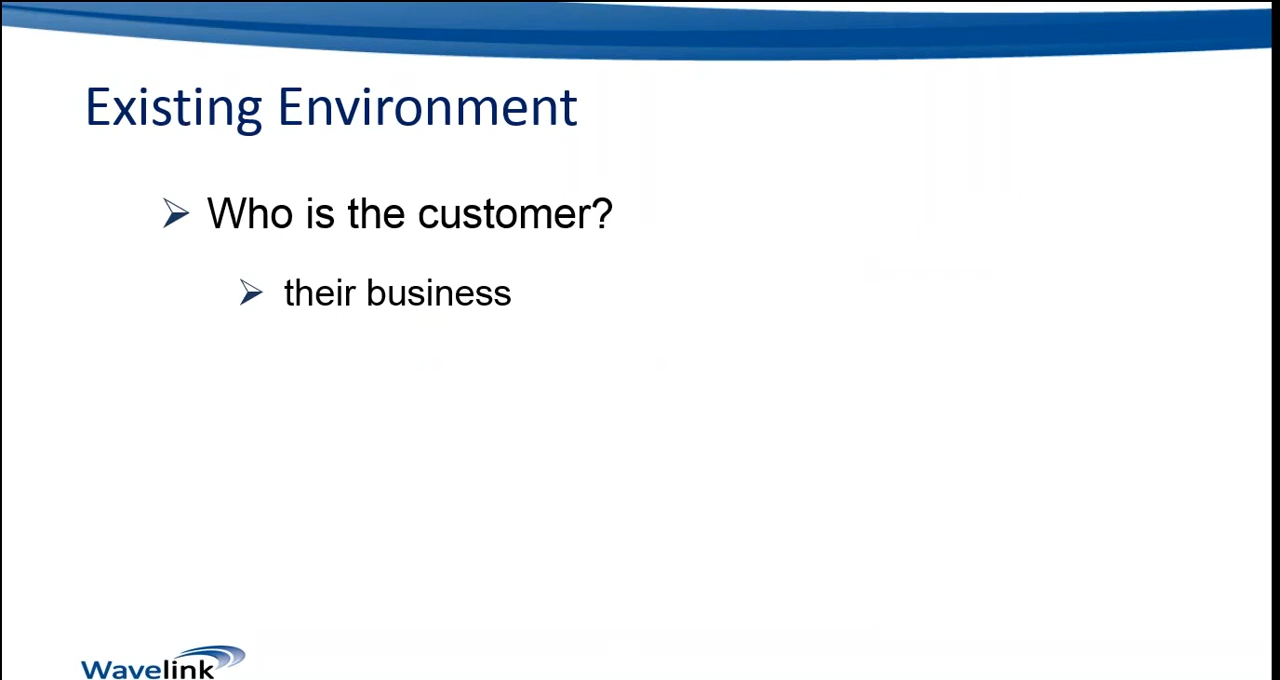 Existing Environment
Who is the customer?
their business
Wavelink